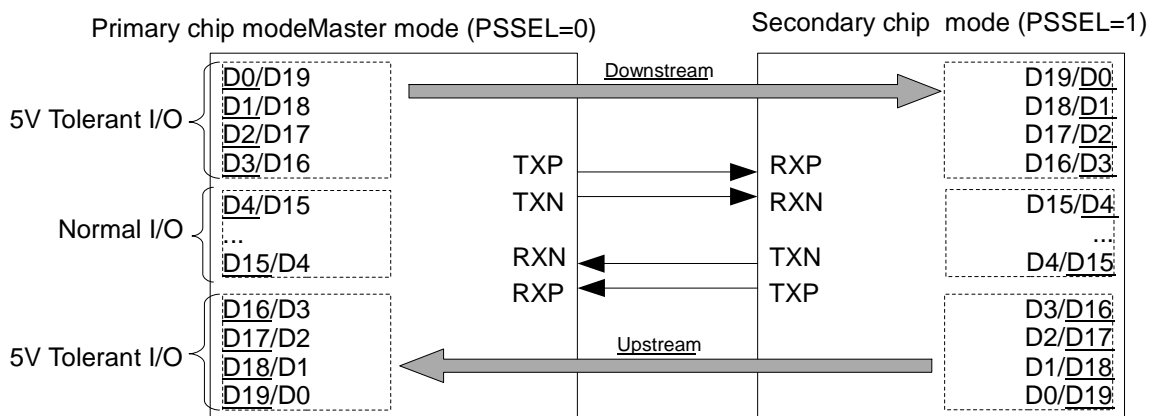 Primary chip modeMaster mode (PSSEL=0)
Secondary chip mode (PSSEL=1)
5V Tolerant I/O
D0/D19
D1/D18
D2/D17
D3/D16
Normal I/O
D4/D15
...
D15/D4
5V Tolerant I/O
D16/D3
D17/D2
D18/D1
D19/D0
Downstream
TXP
TXN
RXN
RXP
RXP
RXN
TXN
TXP
Upstream
D19/D0
D18/D1
D17/D2
D16/D3
D15/D4
...
D4/D15
D3/D16
D2/D17
D1/D18
D0/D19